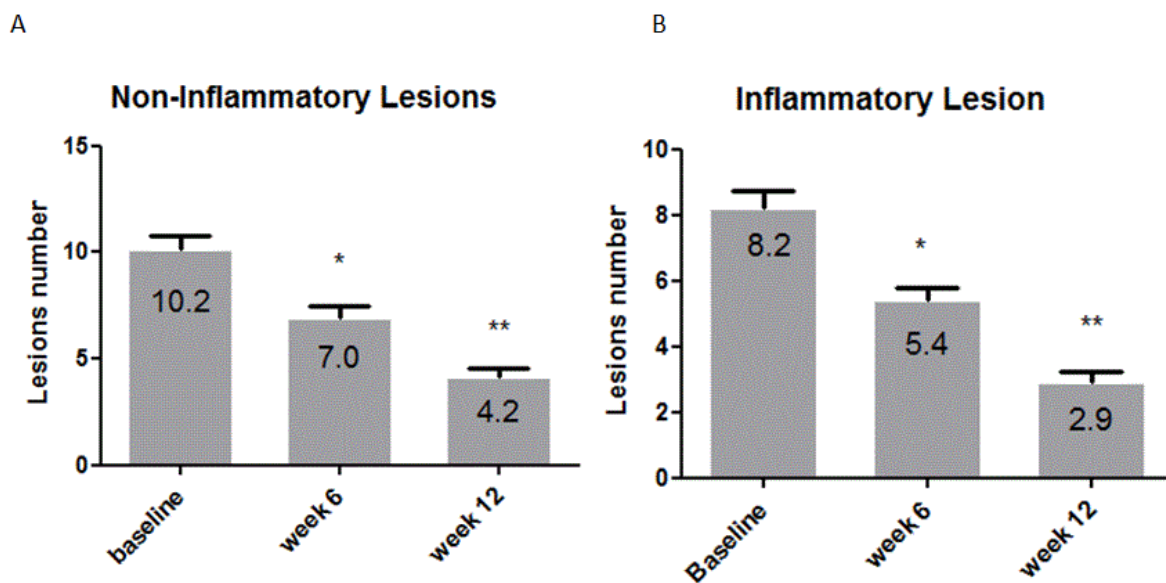 A
Non-Inflammatory Lesions
Lesions number
15
10
5
0
10.2
*
7.0
**
4.2
baseline
week 6
week 12
B
Inflammatory Lesion
Lesions number
10
8
6
4
2
0
8.2
*
5.4
**
2.9
Baseline
week 6
week 12